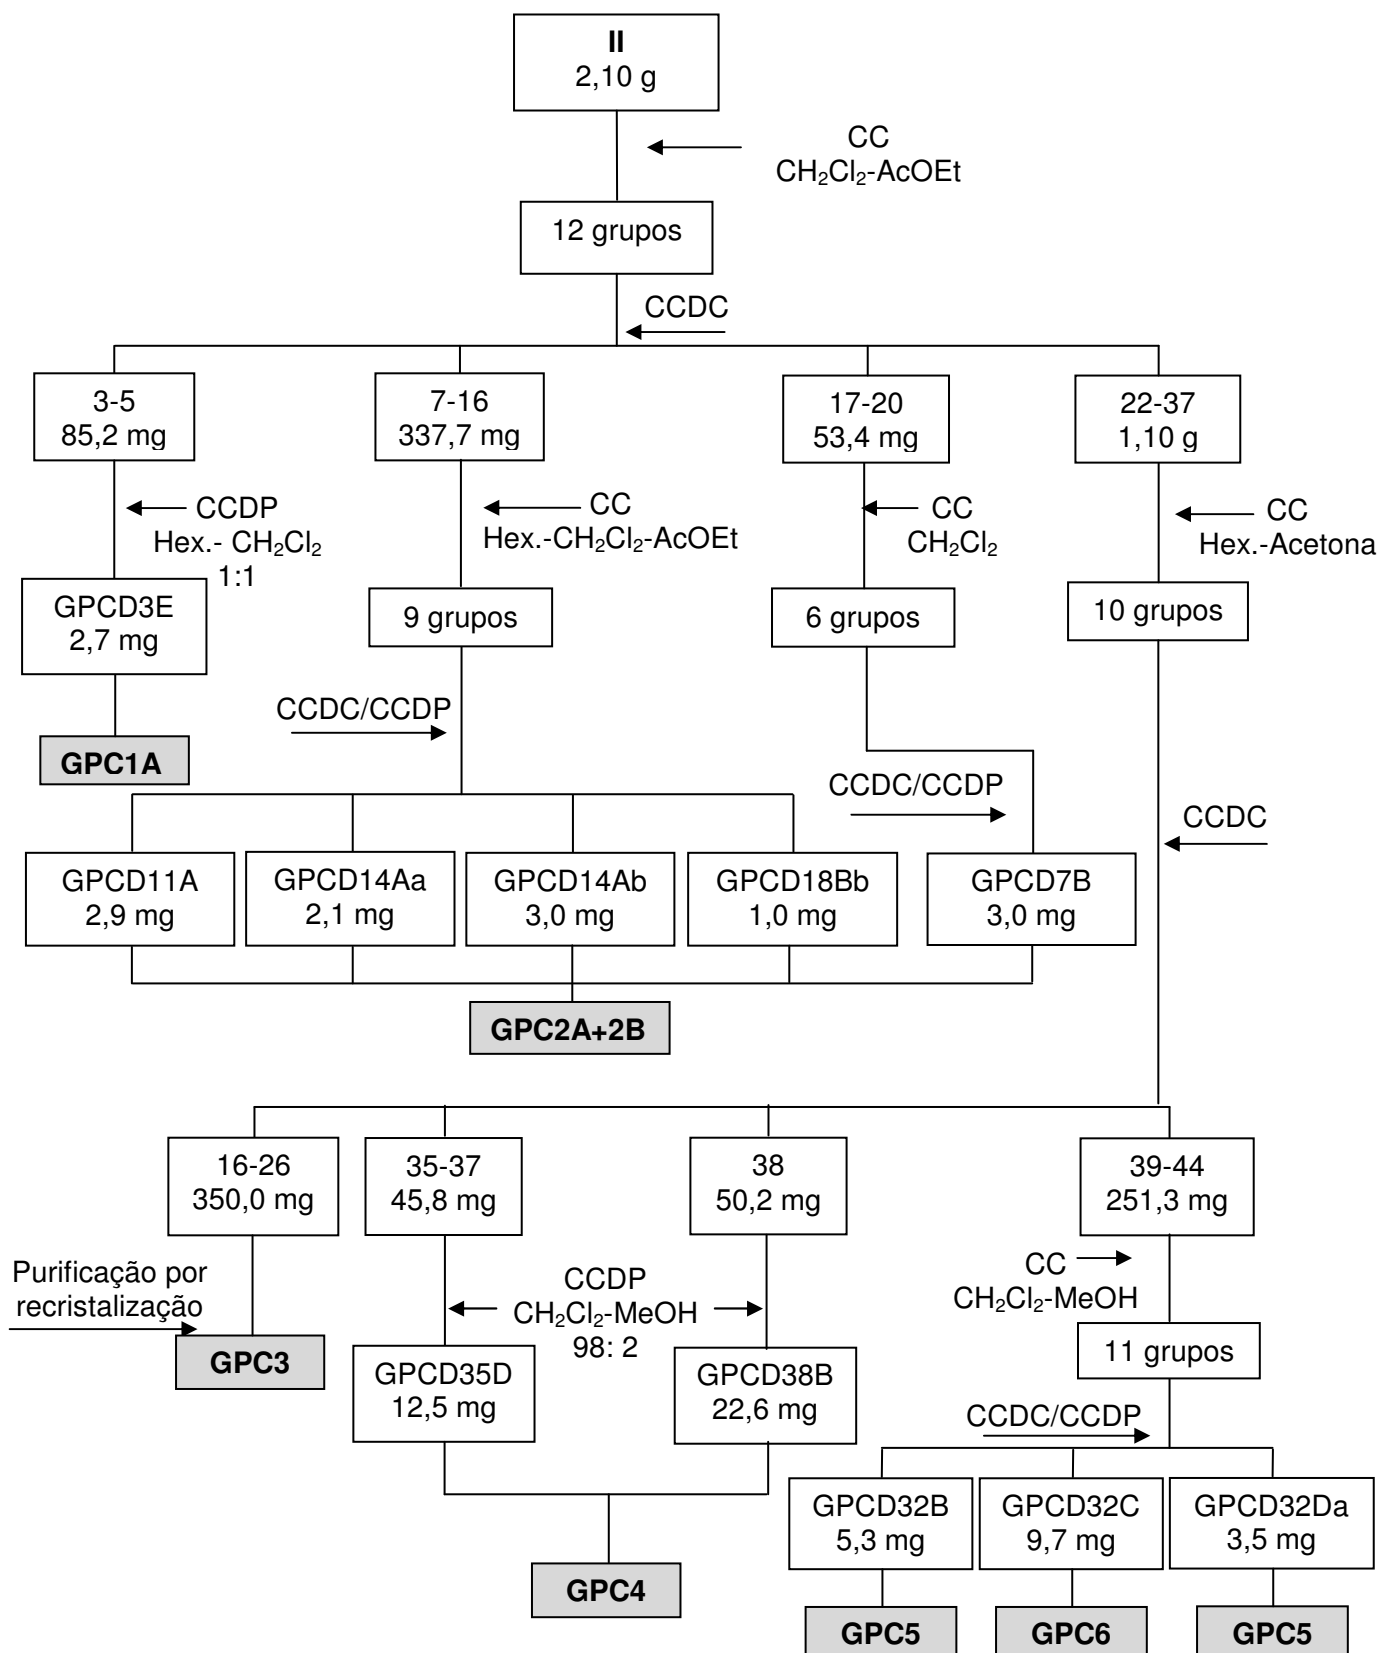 II
2,10 g
CC
CH₂Cl₂-AcOEt
12 grupos
CCDC
3-5
85,2 mg
7-16
337,7 mg
17-20
53,4 mg
22-37
1,10 g
CCDP
Hex.- CH₂Cl₂
1:1
CC
Hex.-CH₂Cl₂-AcOEt
CC
CH₂Cl₂
CC
Hex.-Acetona
GPCD3E
2,7 mg
9 grupos
6 grupos
10 grupos
CCDC/CCDP
GPC1A
CCDC/CCDP
CCDC
GPCD11A
2,9 mg
GPCD14Aa
2,1 mg
GPCD14Ab
3,0 mg
GPCD18Bb
1,0 mg
GPCD7B
3,0 mg
GPC2A+2B
16-26
350,0 mg
35-37
45,8 mg
38
50,2 mg
39-44
251,3 mg
Purificação por
recristalização
CCDP
CH₂Cl₂-MeOH
98: 2
CC
CH₂Cl₂-MeOH
GPC3
GPCD35D
12,5 mg
GPCD38B
22,6 mg
11 grupos
CCDC/CCDP
GPCD32B
5,3 mg
GPCD32C
9,7 mg
GPCD32Da
3,5 mg
GPC4
GPC5
GPC6
GPC5